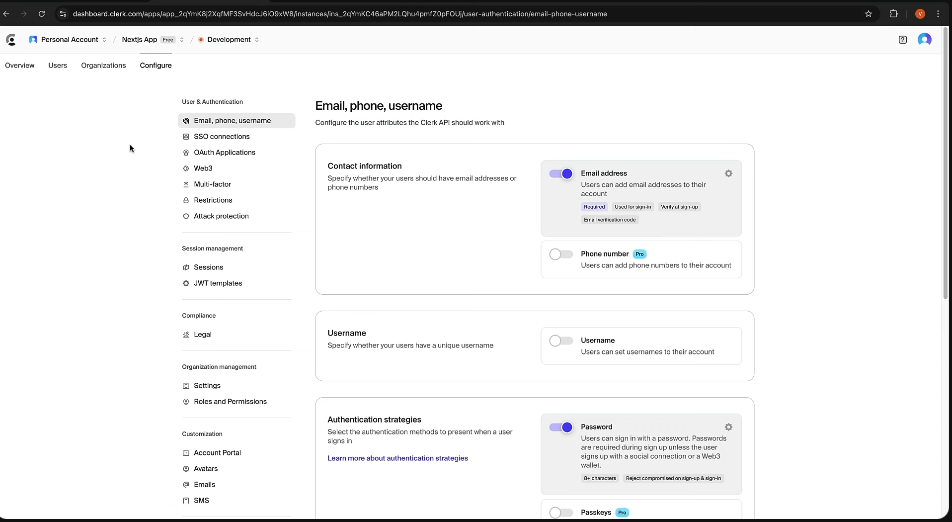 dashboard.clerk.com/apps/app_2qYmK8j2XqfMF3SvHdcJ6iO9xW8/instances/ins_2qYmKC46aPM2LQhu4pmfZ0pFOUj/user-authentication/email-phone-username
V
Personal Account / Nextjs App Free / Development
Overview Users Organizations Configure
User & Authentication
Email, phone, username
SSO connections
OAuth Applications
Web3
Multi-factor
Restrictions
Attack protection
Session management
Sessions
JWT templates
Compliance
Legal
Organization management
Settings
Roles and Permissions
Customization
Account Portal
Avatars
Emails
SMS
Email, phone, username
Configure the user attributes the Clerk API should work with
Contact information
Specify whether your users should have email addresses or
phone numbers
Email address
Users can add email addresses to their
account
Required Used for sign-in Verify at sign-up
Email verification code
Phone number Pro
Users can add phone numbers to their account
Username
Specify whether your users have a unique username
Username
Users can set usernames to their account
Authentication strategies
Select the authentication methods to present when a user
signs in
Learn more about authentication strategies
Password
Users can sign in with a password. Passwords
are required during sign up unless the user
signs up with a social connection or a Web3
wallet.
8+ characters Reject compromised on sign-up & sign-in
Passkeys Pro